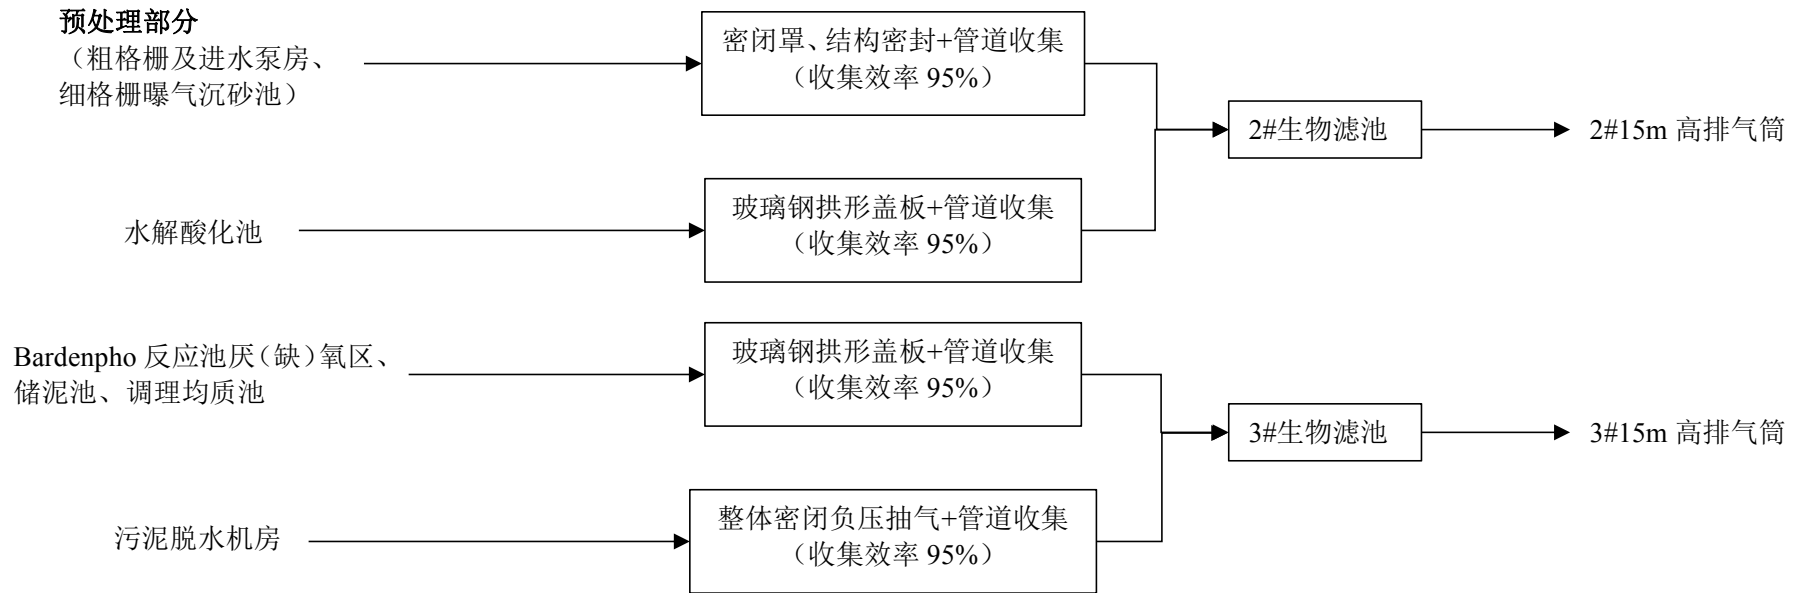 预处理部分
（粗格栅及进水泵房、
细格栅曝气沉砂池）
密闭罩、结构密封+管道收集
（收集效率 95%）
2#生物滤池
2#15m 高排气筒
水解酸化池
玻璃钢拱形盖板+管道收集
（收集效率 95%）
Bardenpho 反应池厌（缺）氧区、
储泥池、调理均质池
玻璃钢拱形盖板+管道收集
（收集效率 95%）
3#生物滤池
3#15m 高排气筒
污泥脱水机房
整体密闭负压抽气+管道收集
（收集效率 95%）